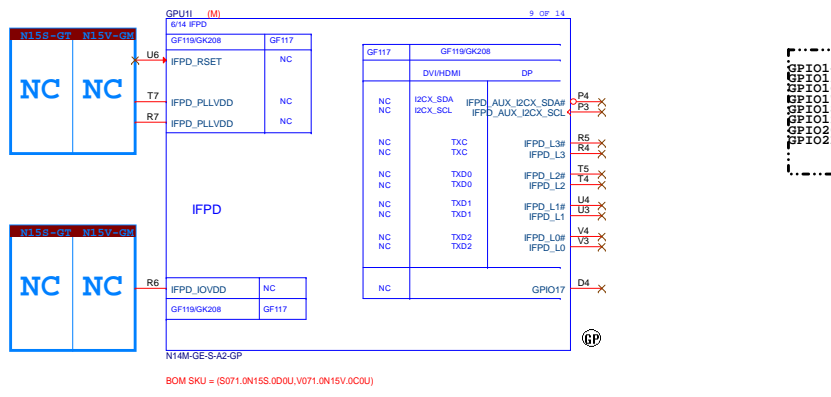 GPU1I (M) 9 OF 14
6/14 IFPD
GF119/GK208 GF117
N15S-GT N15V-GM
NC NC
U6 IFPD_RSET NC
T7 IFPD_PLLVDD NC
R7 IFPD_PLLVDD NC
GF117 GF119/GK208
DVI/HDMI DP
NC I2CX_SDA IFPD_AUX_I2CX_SDA# P4
NC I2CX_SCL IFPD_AUX_I2CX_SCL P3
NC TXC IFPD_L3# R5
NC TXC IFPD_L3 R4
NC TXD0 IFPD_L2# T5
NC TXD0 IFPD_L2 T4
NC TXD1 IFPD_L1# U4
NC TXD1 IFPD_L1 U3
NC TXD2 IFPD_L0# V4
NC TXD2 IFPD_L0 V3
IFPD
N15S-GT N15V-GM
NC NC
R6 IFPD_IOVDD NC
GF119/GK208 GF117
NC GPIO17 D4
GP
N14M-GE-S-A2-GP
BOM SKU = (S071.0N15S.0D0U,V071.0N15V.0C0U)
GPIO1
GPIO1
GPIO1
GPIO1
GPIO1
GPIO1
GPIO2
GPIO2